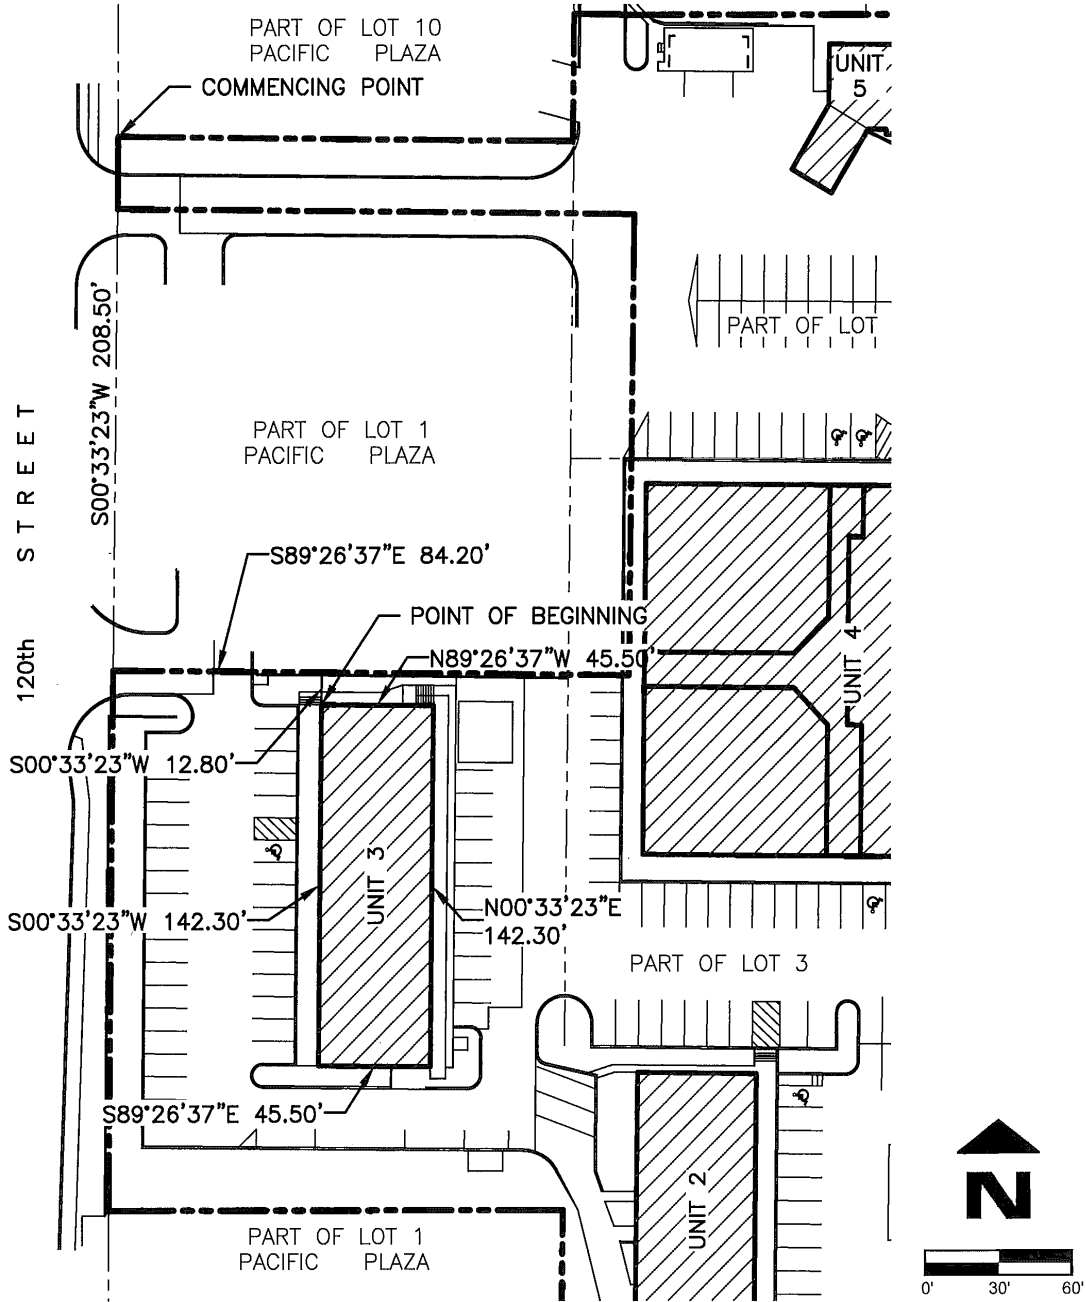 PART OF LOT 10
PACIFIC PLAZA
COMMENCING POINT
UNIT
5
S00°33'23"W 208.50'
PART OF LOT
PART OF LOT 1
PACIFIC PLAZA
120th STREET
S89°26'37"E 84.20'
POINT OF BEGINNING
N89°26'37"W 45.50'
UNIT 4
S00°33'23"W 12.80'
UNIT 3
S00°33'23"W 142.30'
N00°33'23"E
142.30'
PART OF LOT 3
S89°26'37"E 45.50'
UNIT 2
PART OF LOT 1
PACIFIC PLAZA
N
0' 30' 60'